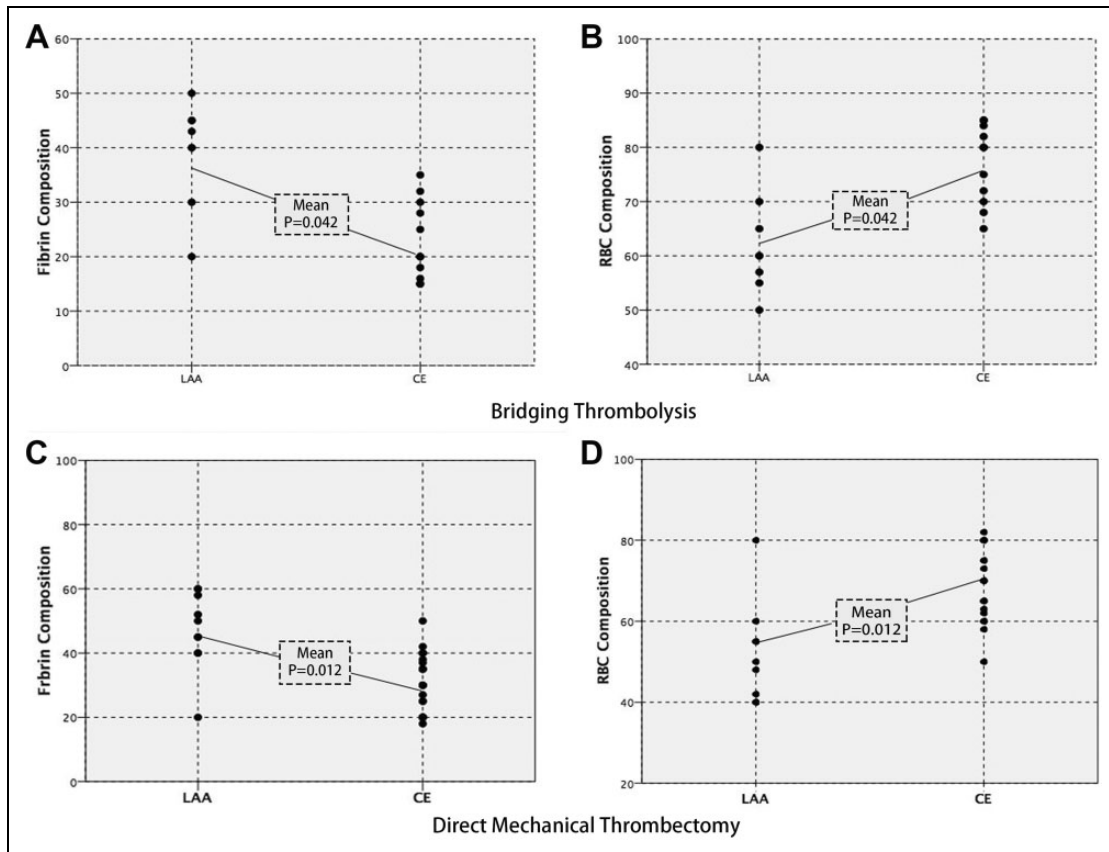 A
Fibrin Composition
60
50
40
30
20
10
0
Mean
P=0.042
LAA
CE
B
RBC Composition
100
90
80
70
60
50
40
Mean
P=0.042
LAA
CE
Bridging Thrombolysis
C
Frbrin Composition
100
80
60
40
20
0
Mean
P=0.012
LAA
CE
D
RBC Composition
100
80
60
40
20
Mean
P=0.012
LAA
CE
Direct Mechanical Thrombectomy